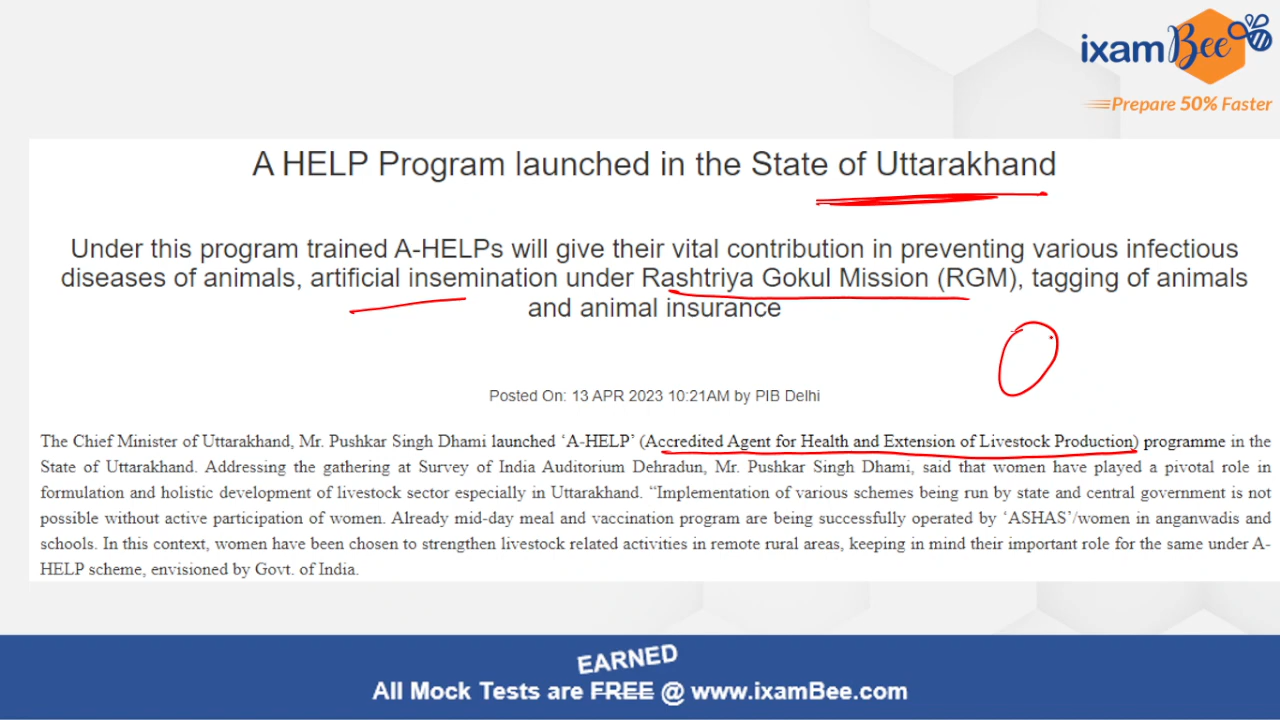 ixamBee
Prepare 50% Faster
A HELP Program launched in the State of Uttarakhand
Under this program trained A-HELPs will give their vital contribution in preventing various infectious
diseases of animals, artificial insemination under Rashtriya Gokul Mission (RGM), tagging of animals
and animal insurance
Posted On: 13 APR 2023 10:21AM by PIB Delhi
The Chief Minister of Uttarakhand, Mr. Pushkar Singh Dhami launched ‘A-HELP’ (Accredited Agent for Health and Extension of Livestock Production) programme in the
State of Uttarakhand. Addressing the gathering at Survey of India Auditorium Dehradun, Mr. Pushkar Singh Dhami, said that women have played a pivotal role in
formulation and holistic development of livestock sector especially in Uttarakhand. “Implementation of various schemes being run by state and central government is not
possible without active participation of women. Already mid-day meal and vaccination program are being successfully operated by ‘ASHAS’/women in anganwadis and
schools. In this context, women have been chosen to strengthen livestock related activities in remote rural areas, keeping in mind their important role for the same under A-
HELP scheme, envisioned by Govt. of India.
EARNED
All Mock Tests are FREE @ www.ixamBee.com